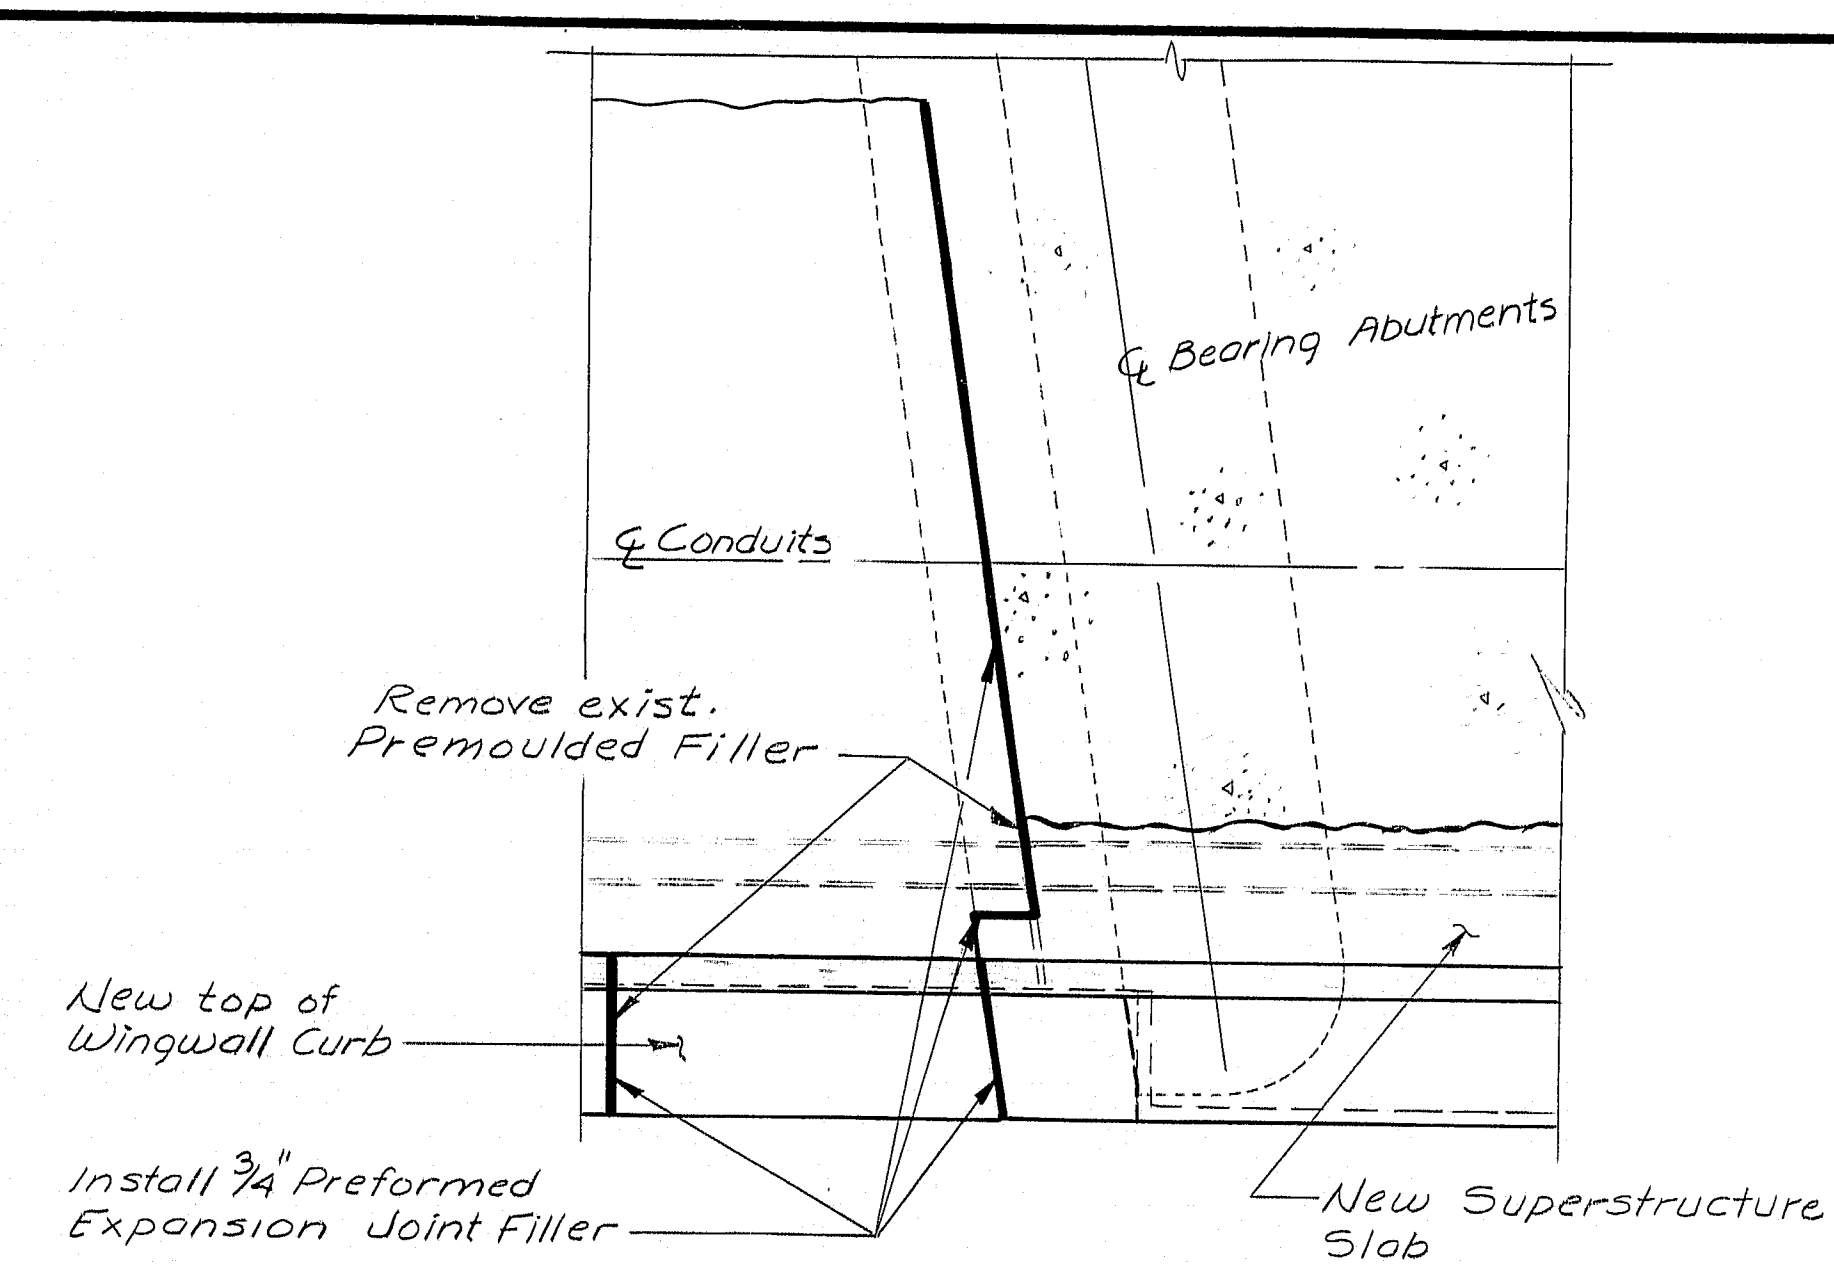 ℄ Bearing Abutments
℄ Conduits
Remove exist.
Premoulded Filler
New top of
Wingwall Curb
Install 3/4" Preformed
Expansion Joint Filler
New Superstructure
Slab